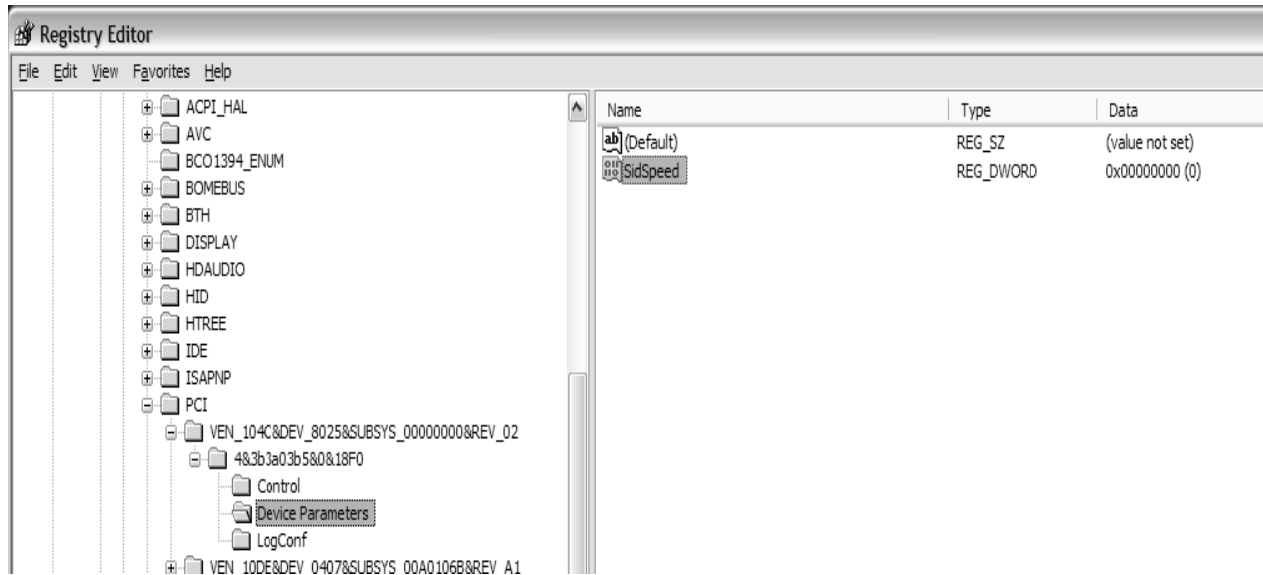 Registry Editor
File Edit View Favorites Help
ACPI_HAL
AVC
BCO1394_ENUM
BOMEBUS
BTH
DISPLAY
HDAUDIO
HID
HTREE
IDE
ISAPNP
PCI
VEN_104C&DEV_8025&SUBSYS_00000000&REV_02
4&3b3a03b5&0&18F0
Control
Device Parameters
LogConf
VEN_10DE&DEV_0407&SUBSYS_00A0106B&REV_A1
Name Type Data
(Default) REG_SZ (value not set)
SidSpeed REG_DWORD 0x00000000 (0)